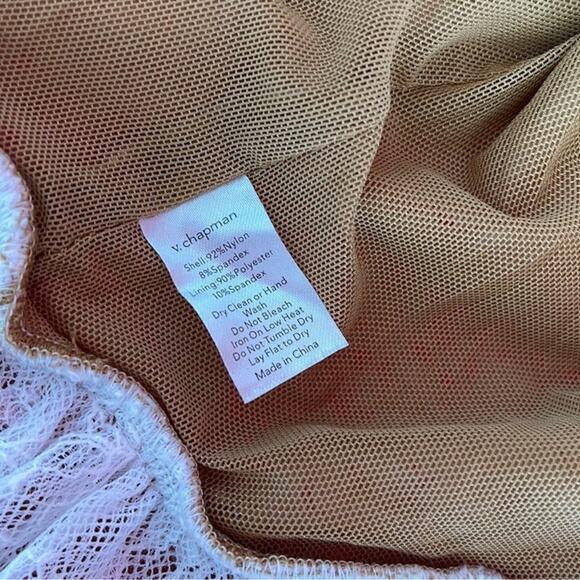 v.chapman
Shell:92%Nylon
8%Spandex
Lining:90%Polyester
10%Spandex
Dry Clean or Hand
Wash
Do Not Bleach
Iron On Low Heat
Do Not Tumble Dry
Lay Flat to Dry
Made in China